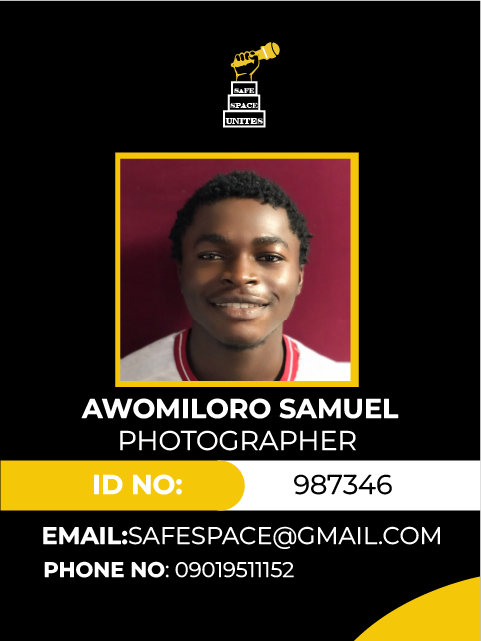 SAFE
SPACE
UNITES
AWOMILORO SAMUEL
PHOTOGRAPHER
ID NO: 987346
EMAIL:SAFESPACE@GMAIL.COM
PHONE NO: 09019511152